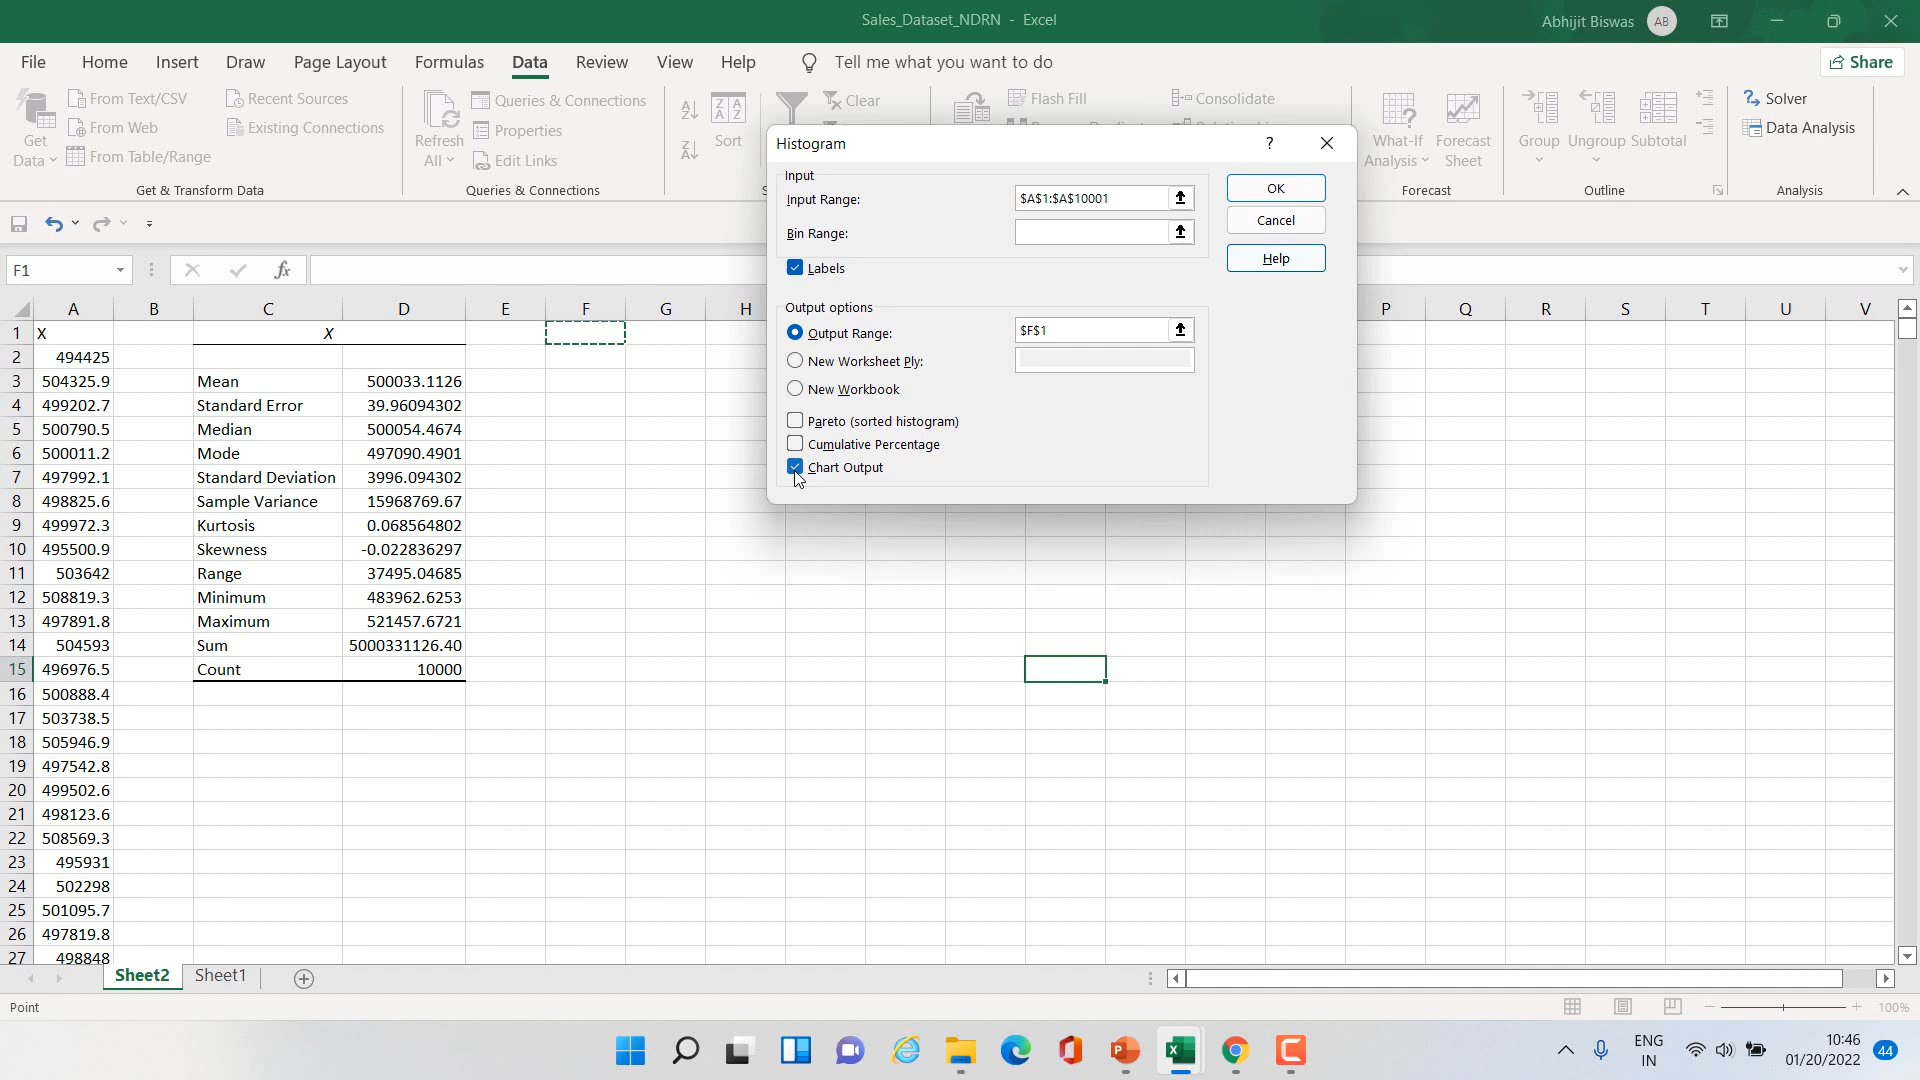 Sales_Dataset_NDRN - Excel
Abhijit Biswas AB
File Home Insert Draw Page Layout Formulas Data Review View Help Tell me what you want to do Share
Get Data
From Text/CSV
From Web
From Table/Range
Recent Sources
Existing Connections
Get & Transform Data
Refresh All
Queries & Connections
Properties
Edit Links
Queries & Connections
Sort
Clear
Flash Fill
Consolidate
What-If Analysis
Forecast Sheet
Forecast
Group
Ungroup
Subtotal
Outline
Solver
Data Analysis
Analysis
Histogram ?
Input
Input Range: $A$1:$A$10001
Bin Range:
Labels
Output options
Output Range: $F$1
New Worksheet Ply:
New Workbook
Pareto (sorted histogram)
Cumulative Percentage
Chart Output
OK
Cancel
Help
F1 fx
A B C D E F G H P Q R S T U V
1 X X
2 494425
3 504325.9 Mean 500033.1126
4 499202.7 Standard Error 39.96094302
5 500790.5 Median 500054.4674
6 500011.2 Mode 497090.4901
7 497992.1 Standard Deviation 3996.094302
8 498825.6 Sample Variance 15968769.67
9 499972.3 Kurtosis 0.068564802
10 495500.9 Skewness -0.022836297
11 503642 Range 37495.04685
12 508819.3 Minimum 483962.6253
13 497891.8 Maximum 521457.6721
14 504593 Sum 5000331126.40
15 496976.5 Count 10000
16 500888.4
17 503738.5
18 505946.9
19 497542.8
20 499502.6
21 498123.6
22 508569.3
23 495931
24 502298
25 501095.7
26 497819.8
27 498848
Sheet2 Sheet1
Point 100%
ENG
IN
10:46
01/20/2022
44